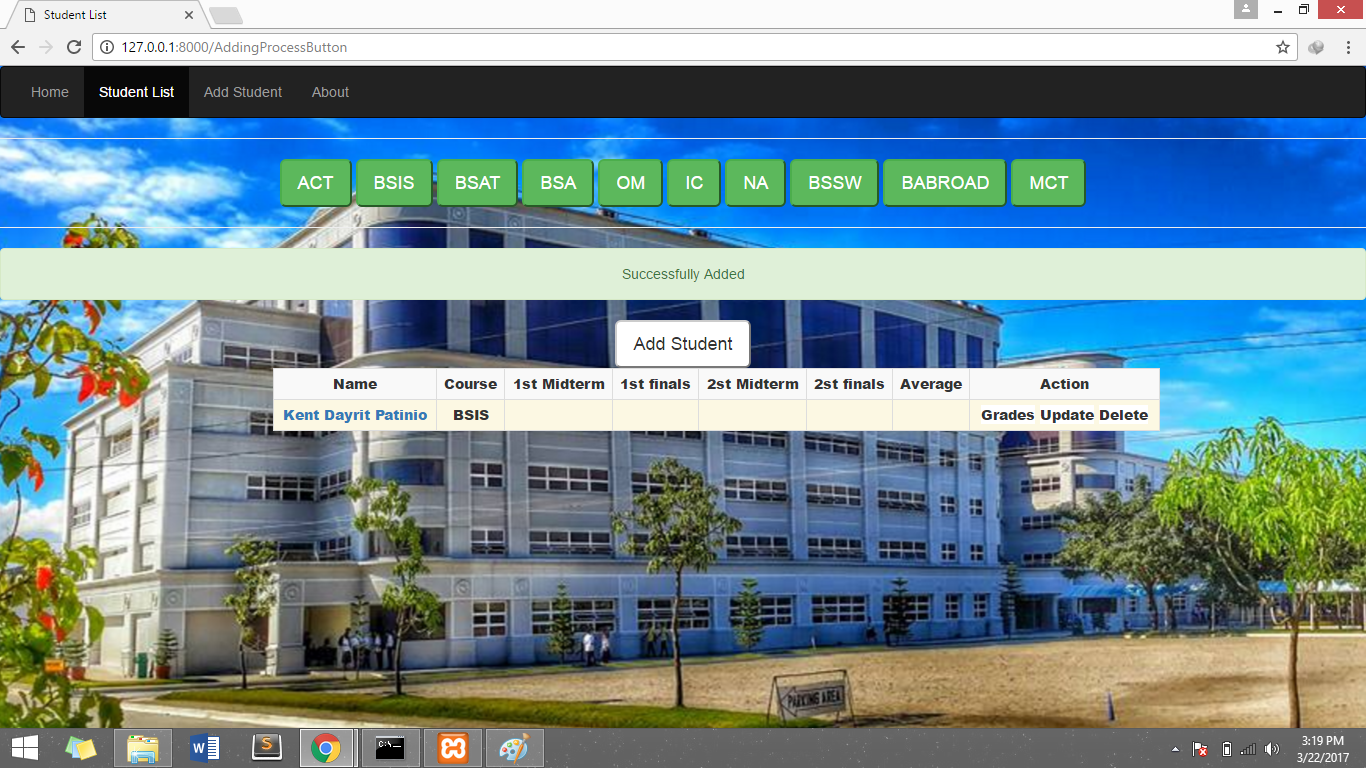 Student List
127.0.0.1:8000/AddingProcessButton
Home Student List Add Student About
ACT BSIS BSAT BSA OM IC NA BSSW BABROAD MCT
Successfully Added
Add Student
Name Course 1st Midterm 1st finals 2st Midterm 2st finals Average Action
Kent Dayrit Patinio BSIS Grades Update Delete
PARKING AREA
C:\
3:19 PM
3/22/2017